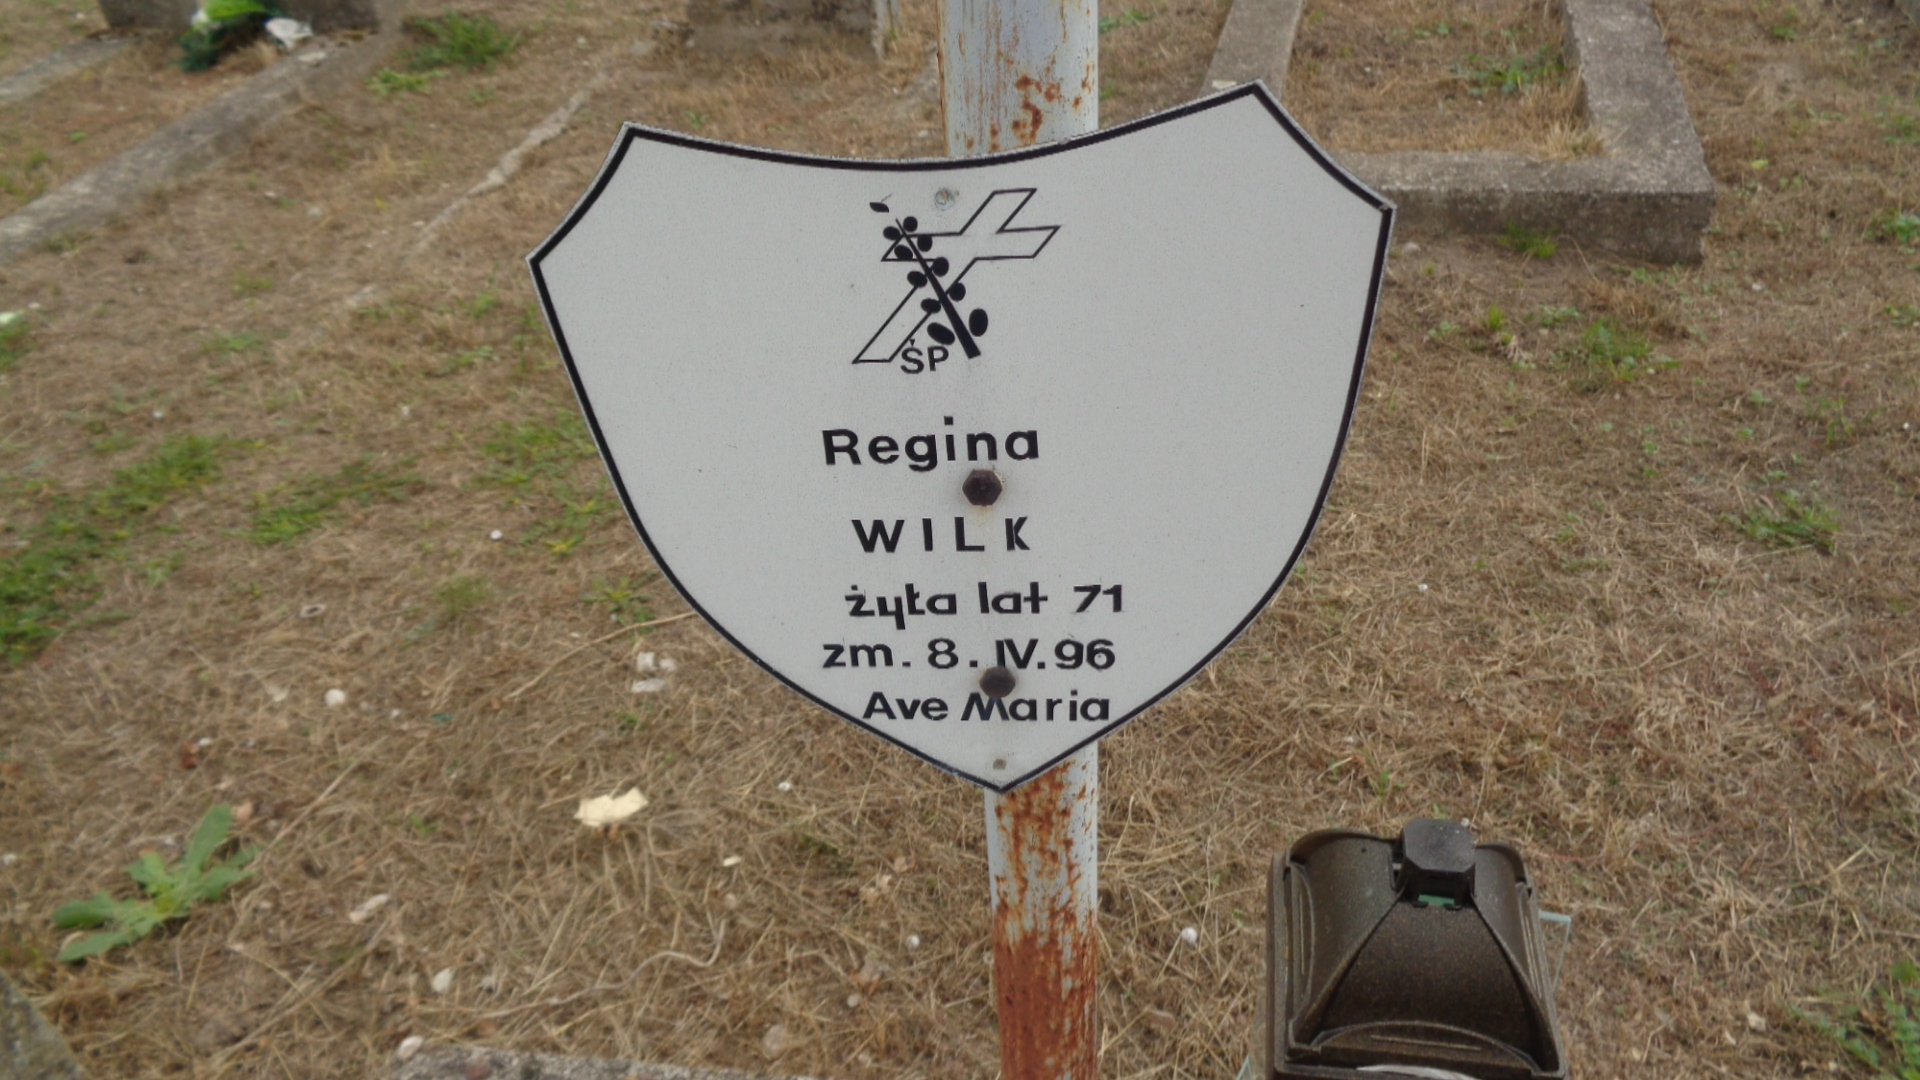 ŚP
Regina
WILK
żyła lat 71
zm. 8. IV. 96
Ave Maria